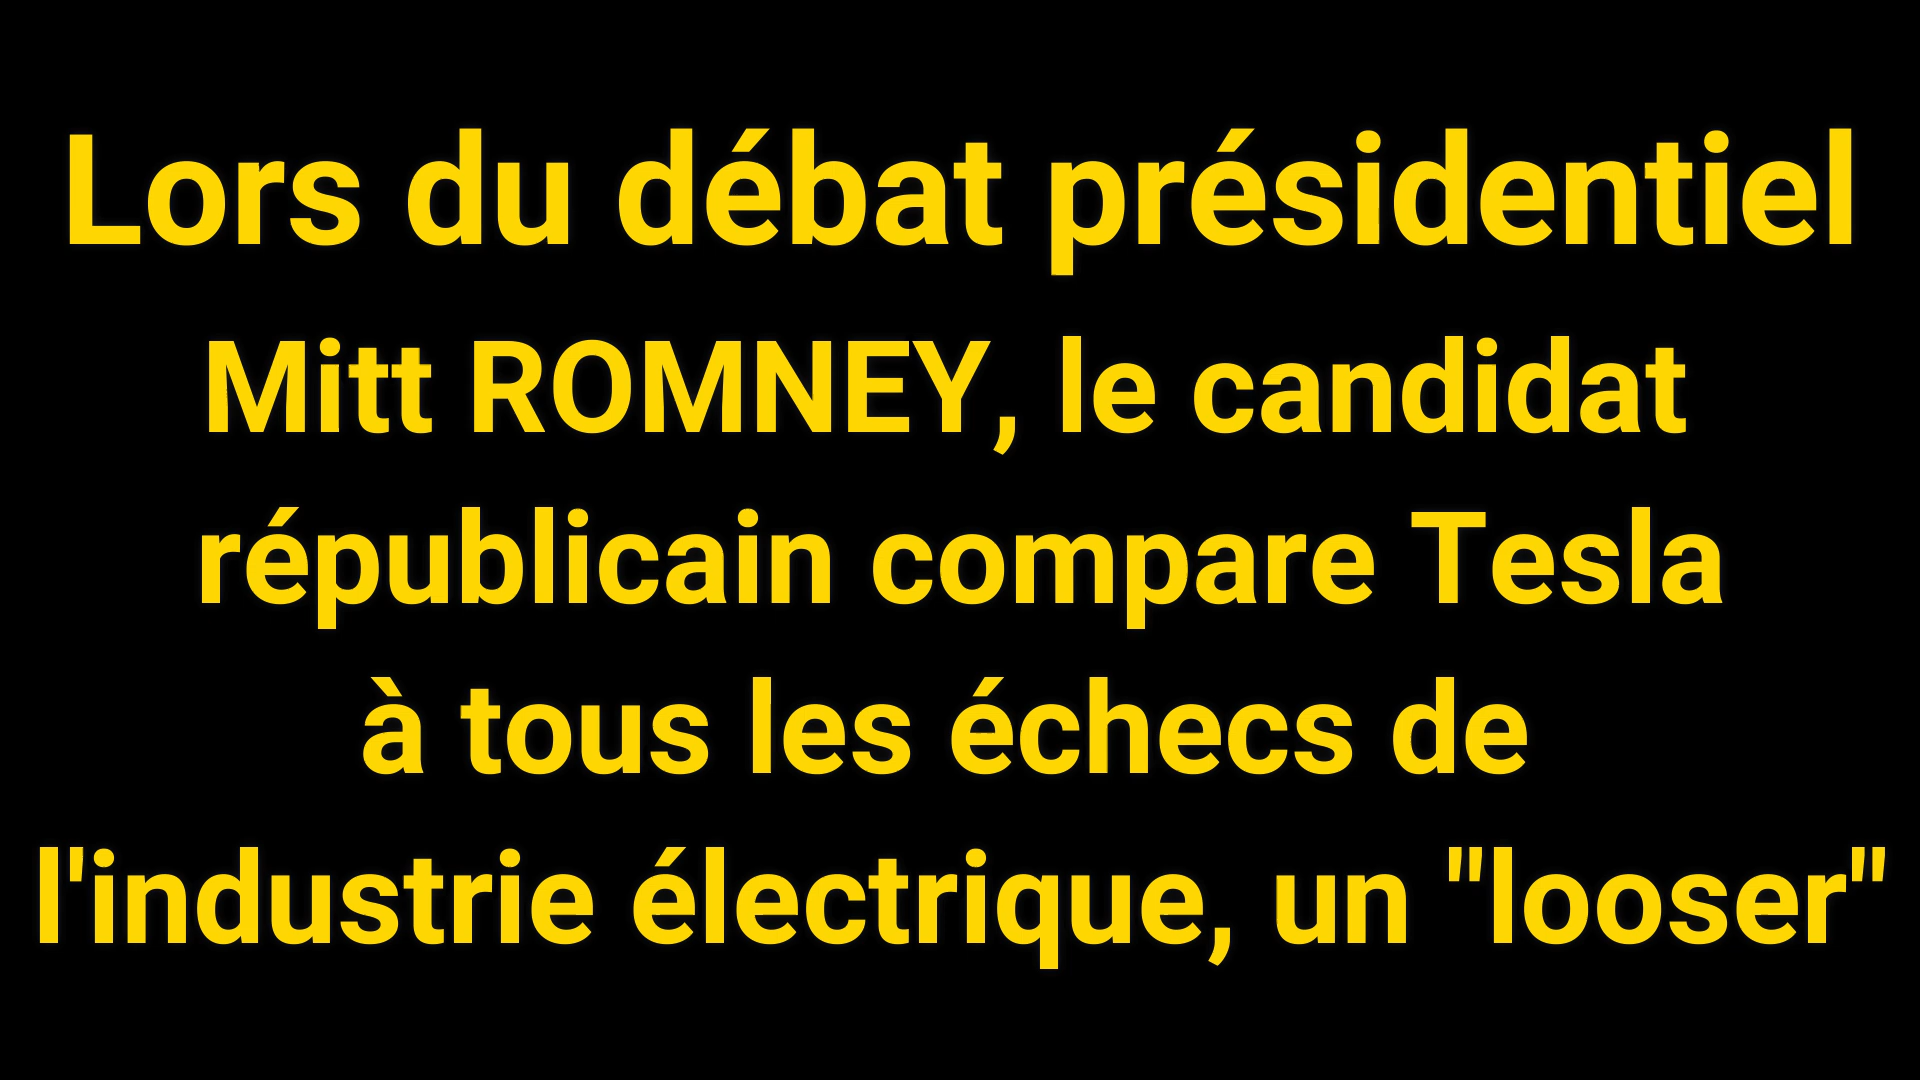 Lors du débat présidentiel
Mitt ROMNEY, le candidat
républicain compare Tesla
à tous les échecs de
l'industrie électrique, un "looser"